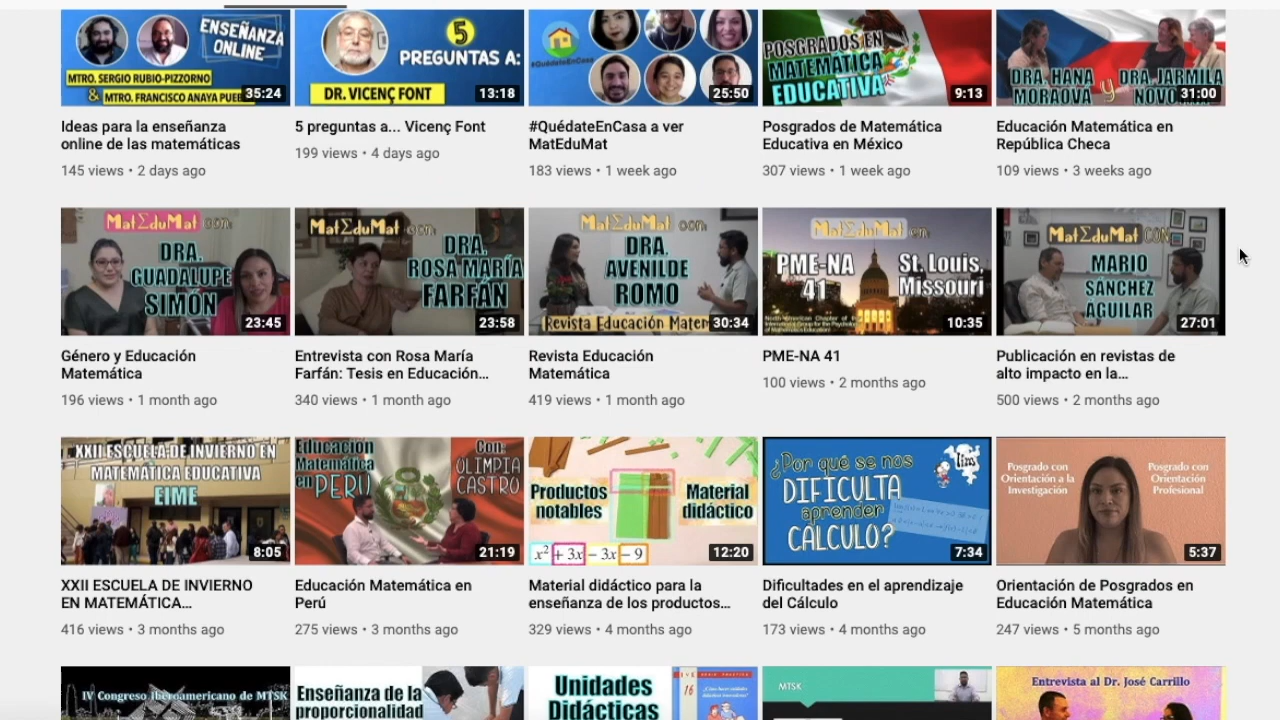 ENSEÑANZA
ONLINE
MTRO. SERGIO RUBIO-PIZZORNO
& MTRO. FRANCISCO ANAYA
35:24
5
PREGUNTAS A:
DR. VICENÇ FONT
13:18
#QuédateEnCasa
25:50
POSGRADOS EN
MATEMÁTICA
EDUCATIVA
9:13
DRA. HANA
MORAOVA
y
DRA. JARMILA
31:00
Ideas para la enseñanza
online de las matemáticas
145 views • 2 days ago
5 preguntas a... Vicenç Font
199 views • 4 days ago
#QuédateEnCasa a ver
MatEduMat
183 views • 1 week ago
Posgrados de Matemática
Educativa en México
307 views • 1 week ago
Educación Matemática en
República Checa
109 views • 3 weeks ago
MatΣduMat con:
DRA.
GUADALUPE
SIMÓN
23:45
MatΣduMat con:
DRA.
ROSA MARÍA
FARFÁN
23:58
MatΣduMat con:
DRA.
AVENILDE
ROMO
Revista Educación
30:34
MatΣduMat en:
PME-NA
41
St. Louis,
Missouri
North American Chapter of the
International Group for the Psychology
of Mathematics Education
10:35
MatΣduMat CON
MARIO
SÁNCHEZ
AGUILAR
27:01
Género y Educación
Matemática
196 views • 1 month ago
Entrevista con Rosa María
Farfán: Tesis en Educación...
340 views • 1 month ago
Revista Educación
Matemática
419 views • 1 month ago
PME-NA 41
100 views • 2 months ago
Publicación en revistas de
alto impacto en la...
500 views • 2 months ago
XXII ESCUELA DE INVIERNO EN
MATEMÁTICA EDUCATIVA
EIME
8:05
Educación
Matemática
en PERÚ
Con:
OLIMPIA
CASTRO
21:19
Productos
notables
Material
didáctico
x² + 3x - 3x - 9
12:20
¿Por qué se nos
DIFICULTA
aprender
CÁLCULO?
lim
7:34
Posgrado con
Orientación a la
Investigación
Posgrado con
Orientación
Profesional
5:37
XXII ESCUELA DE INVIERNO
EN MATEMÁTICA...
416 views • 3 months ago
Educación Matemática en
Perú
275 views • 3 months ago
Material didáctico para la
enseñanza de los productos...
329 views • 4 months ago
Dificultades en el aprendizaje
del Cálculo
173 views • 4 months ago
Orientación de Posgrados en
Educación Matemática
247 views • 5 months ago
IV Congreso Iberoamericano de MTSK
Enseñanza de la
proporcionalidad
Unidades
Didácticas
16
MTSK
Entrevista al Dr. José Carrillo